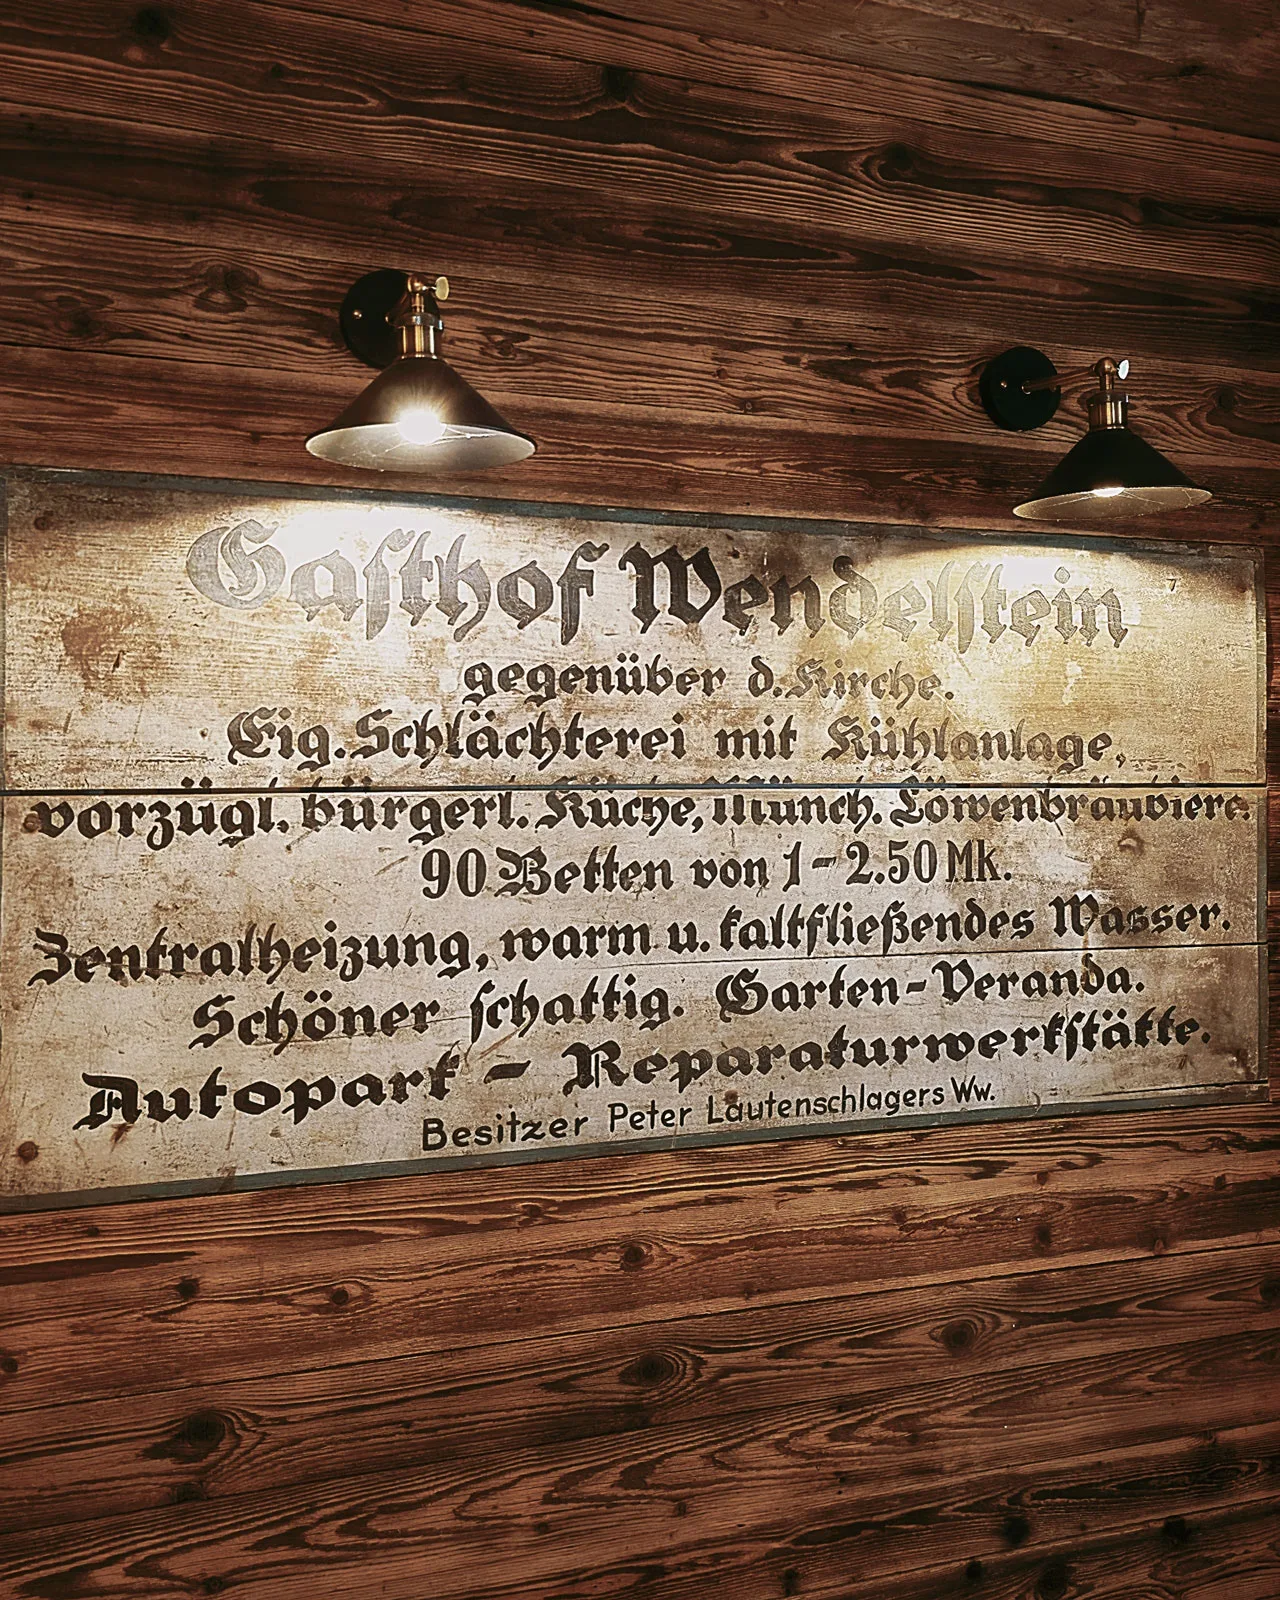 Gasthof Wendelstein
gegenüber d. Kirche.
Eig. Schlächterei mit Kühlanlage,
vorzügl. bürgerl. Küche, Münch. Löwenbräubiere.
90 Betten von 1-2.50 Mk.
Zentralheizung, warm u. kaltfließendes Wasser.
Schöner schattig. Garten-Veranda.
Autopark - Reparaturwerkstätte.
Besitzer Peter Lautenschlagers Ww.